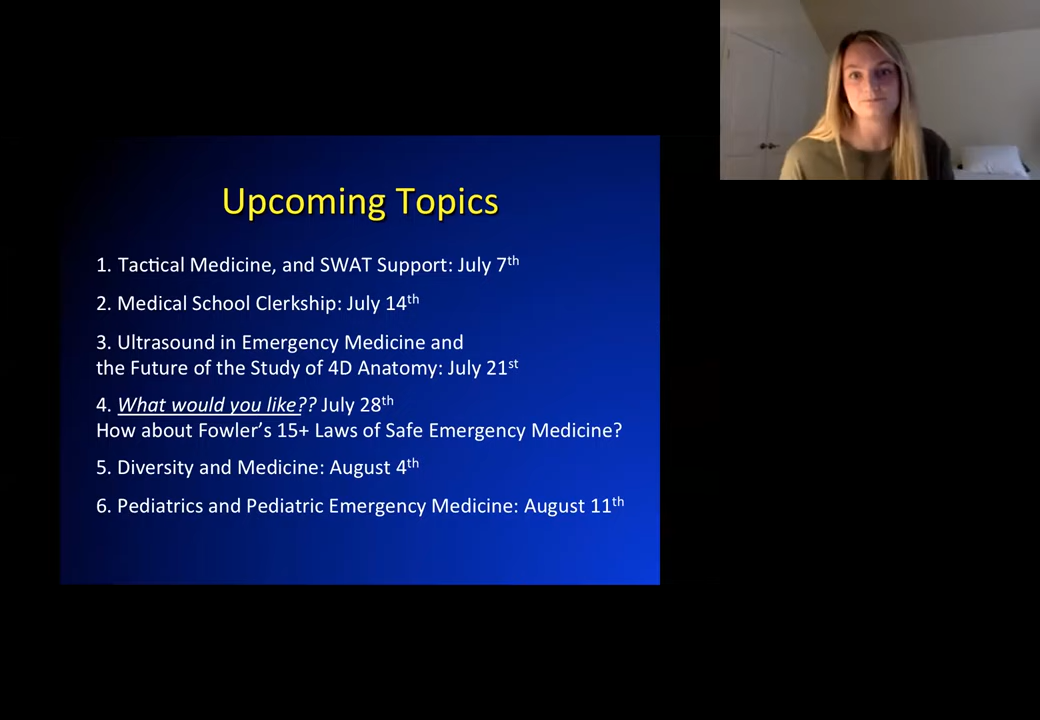 Upcoming Topics
1. Tactical Medicine, and SWAT Support: July 7th
2. Medical School Clerkship: July 14th
3. Ultrasound in Emergency Medicine and
the Future of the Study of 4D Anatomy: July 21st
4. What would you like?? July 28th
How about Fowler's 15+ Laws of Safe Emergency Medicine?
5. Diversity and Medicine: August 4th
6. Pediatrics and Pediatric Emergency Medicine: August 11th